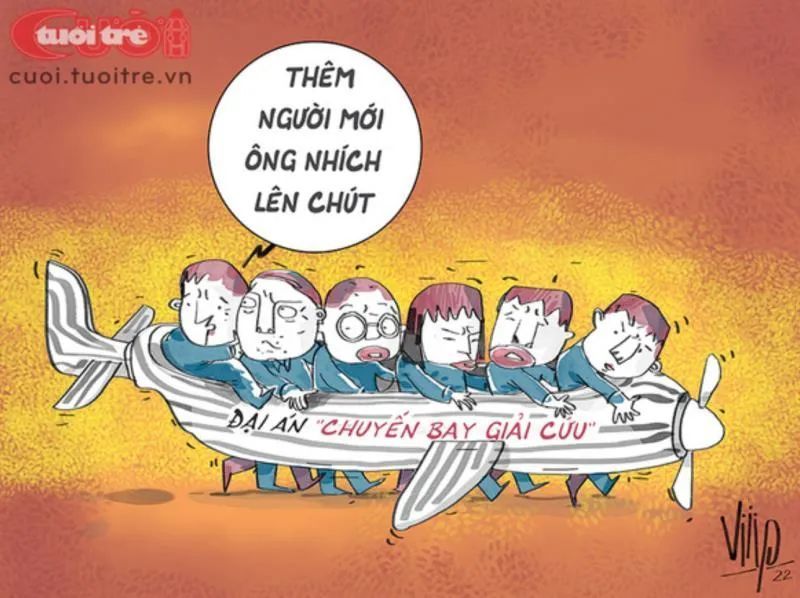 tuoi trẻ
CƯỜI
cuoi.tuoitre.vn
THÊM
NGƯỜI MỚI
ÔNG NHÍCH
LÊN CHÚT
ĐẠI ÁN "CHUYẾN BAY GIẢI CỨU"
22